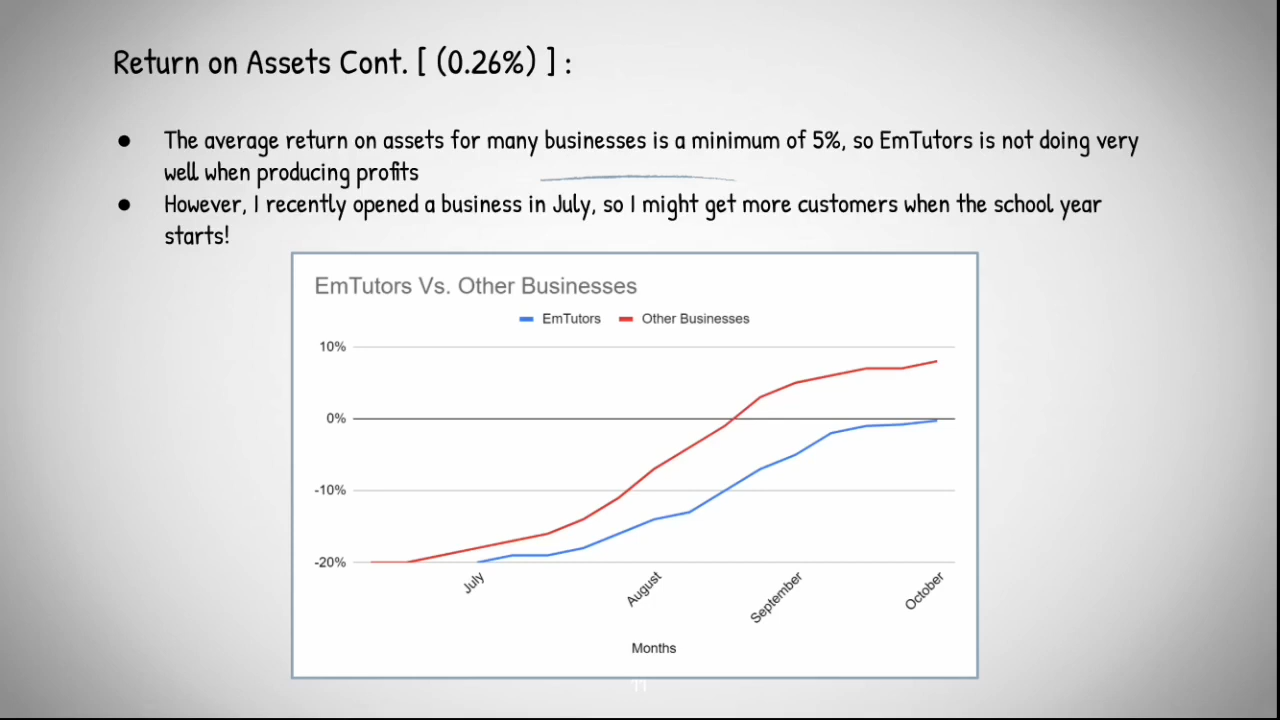 Return on Assets Cont. [ (0.26%) ] :
● The average return on assets for many businesses is a minimum of 5%, so EmTutors is not doing very
well when producing profits
● However, I recently opened a business in July, so I might get more customers when the school year
starts!
EmTutors Vs. Other Businesses
EmTutors Other Businesses
10%
0%
-10%
-20%
July August September October
Months
11